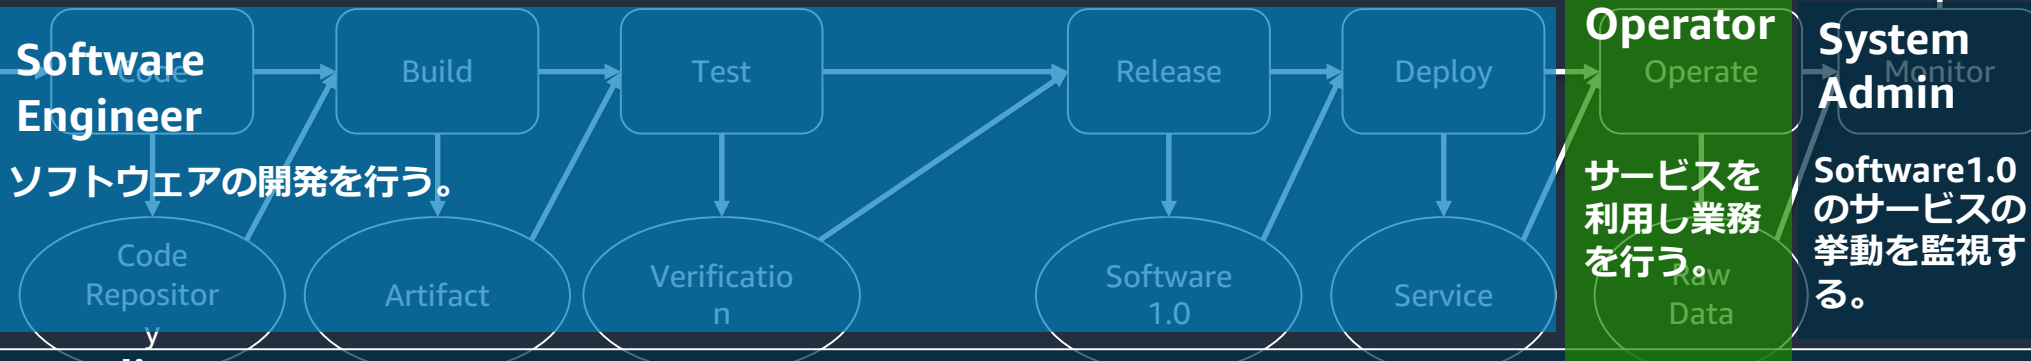 Software
Engineer
ソフトウェアの開発を行う。
Code
Build
Test
Release
Deploy
Code
Repositor
y
Artifact
Verificatio
n
Software
1.0
Service
Operator
Operate
サービスを
利用し業務
を行う。
Raw
Data
System
Admin
Monitor
Software1.0
のサービスの
挙動を監視す
る。